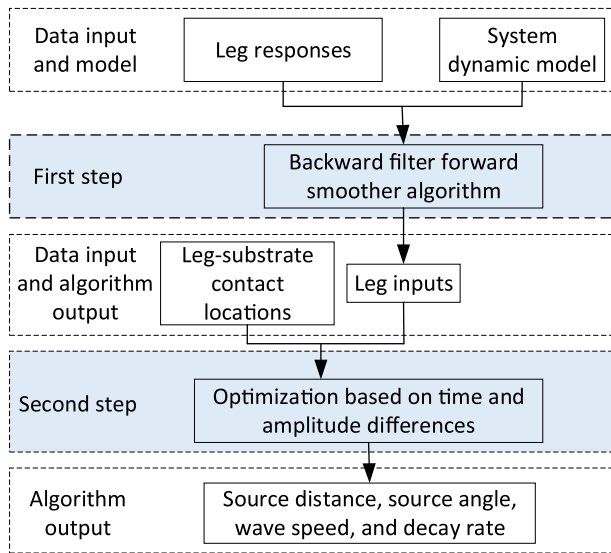 Data input
and model
Leg responses
System
dynamic model
First step
Backward filter forward
smoother algorithm
Data input
and algorithm
output
Leg-substrate
contact
locations
Leg inputs
Second step
Optimization based on time and
amplitude differences
Algorithm
output
Source distance, source angle,
wave speed, and decay rate